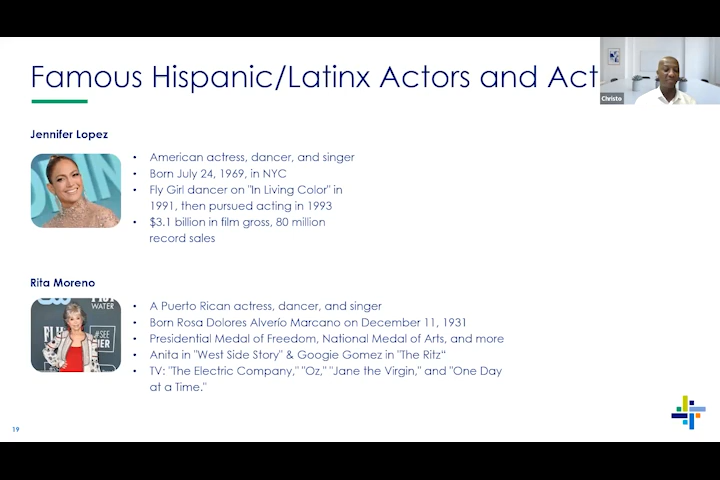 Famous Hispanic/Latinx Actors and Act
Christo
Jennifer Lopez
• American actress, dancer, and singer
• Born July 24, 1969, in NYC
• Fly Girl dancer on "In Living Color" in
1991, then pursued acting in 1993
• $3.1 billion in film gross, 80 million
record sales
Rita Moreno
WATER
#SEE
HER
• A Puerto Rican actress, dancer, and singer
• Born Rosa Dolores Alverío Marcano on December 11, 1931
• Presidential Medal of Freedom, National Medal of Arts, and more
• Anita in "West Side Story" & Googie Gomez in "The Ritz“
• TV: "The Electric Company," "Oz," "Jane the Virgin," and "One Day
at a Time."
19